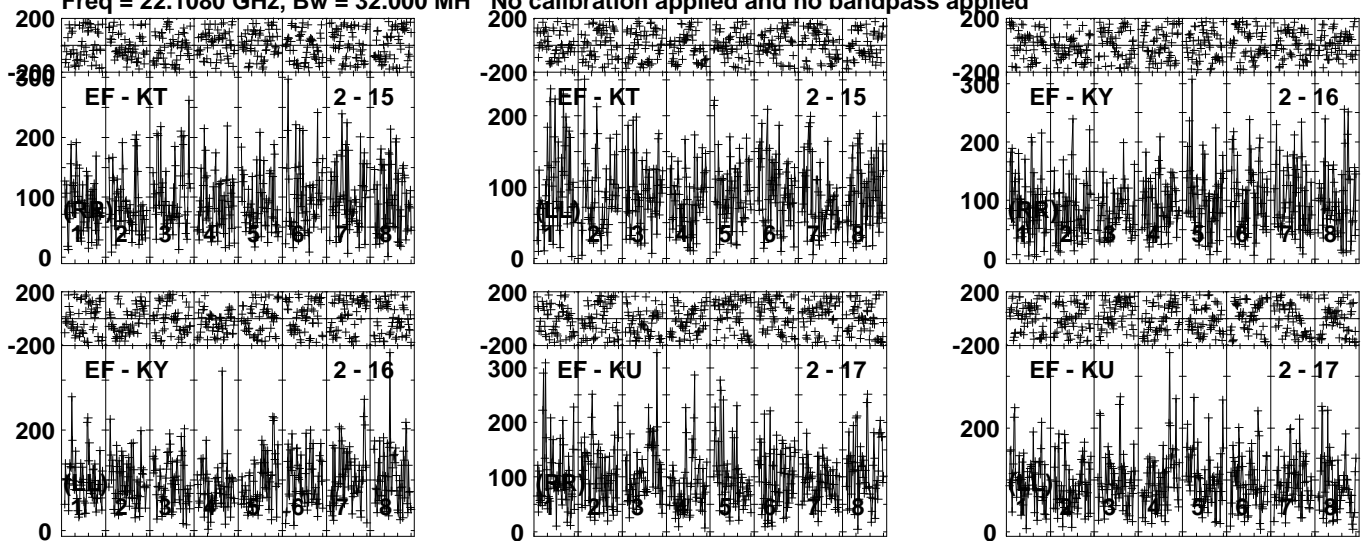 Freq = 22.1080 GHz, Bw = 32.000 MH No calibration applied and no bandpass applied
200 200 200
-200 -200 -200
300 300
EF - KT 2 - 15 EF - KT 2 - 15 EF - KY 2 - 16
200 200 200
100 100 100
(RR) (LL) (RR)
1 2 3 4 5 6 7 8 1 2 3 4 5 6 7 8 1 2 3 4 5 6 7 8
0 0 0
200 200 200
-200 -200 -200
EF - KY 2 - 16 EF - KU 2 - 17 EF - KU 2 - 17
300
200 200 200
100
(LL) (RR) (LL)
1 2 3 4 5 6 7 8 1 2 3 4 5 6 7 8 1 2 3 4 5 6 7 8
0 0 0